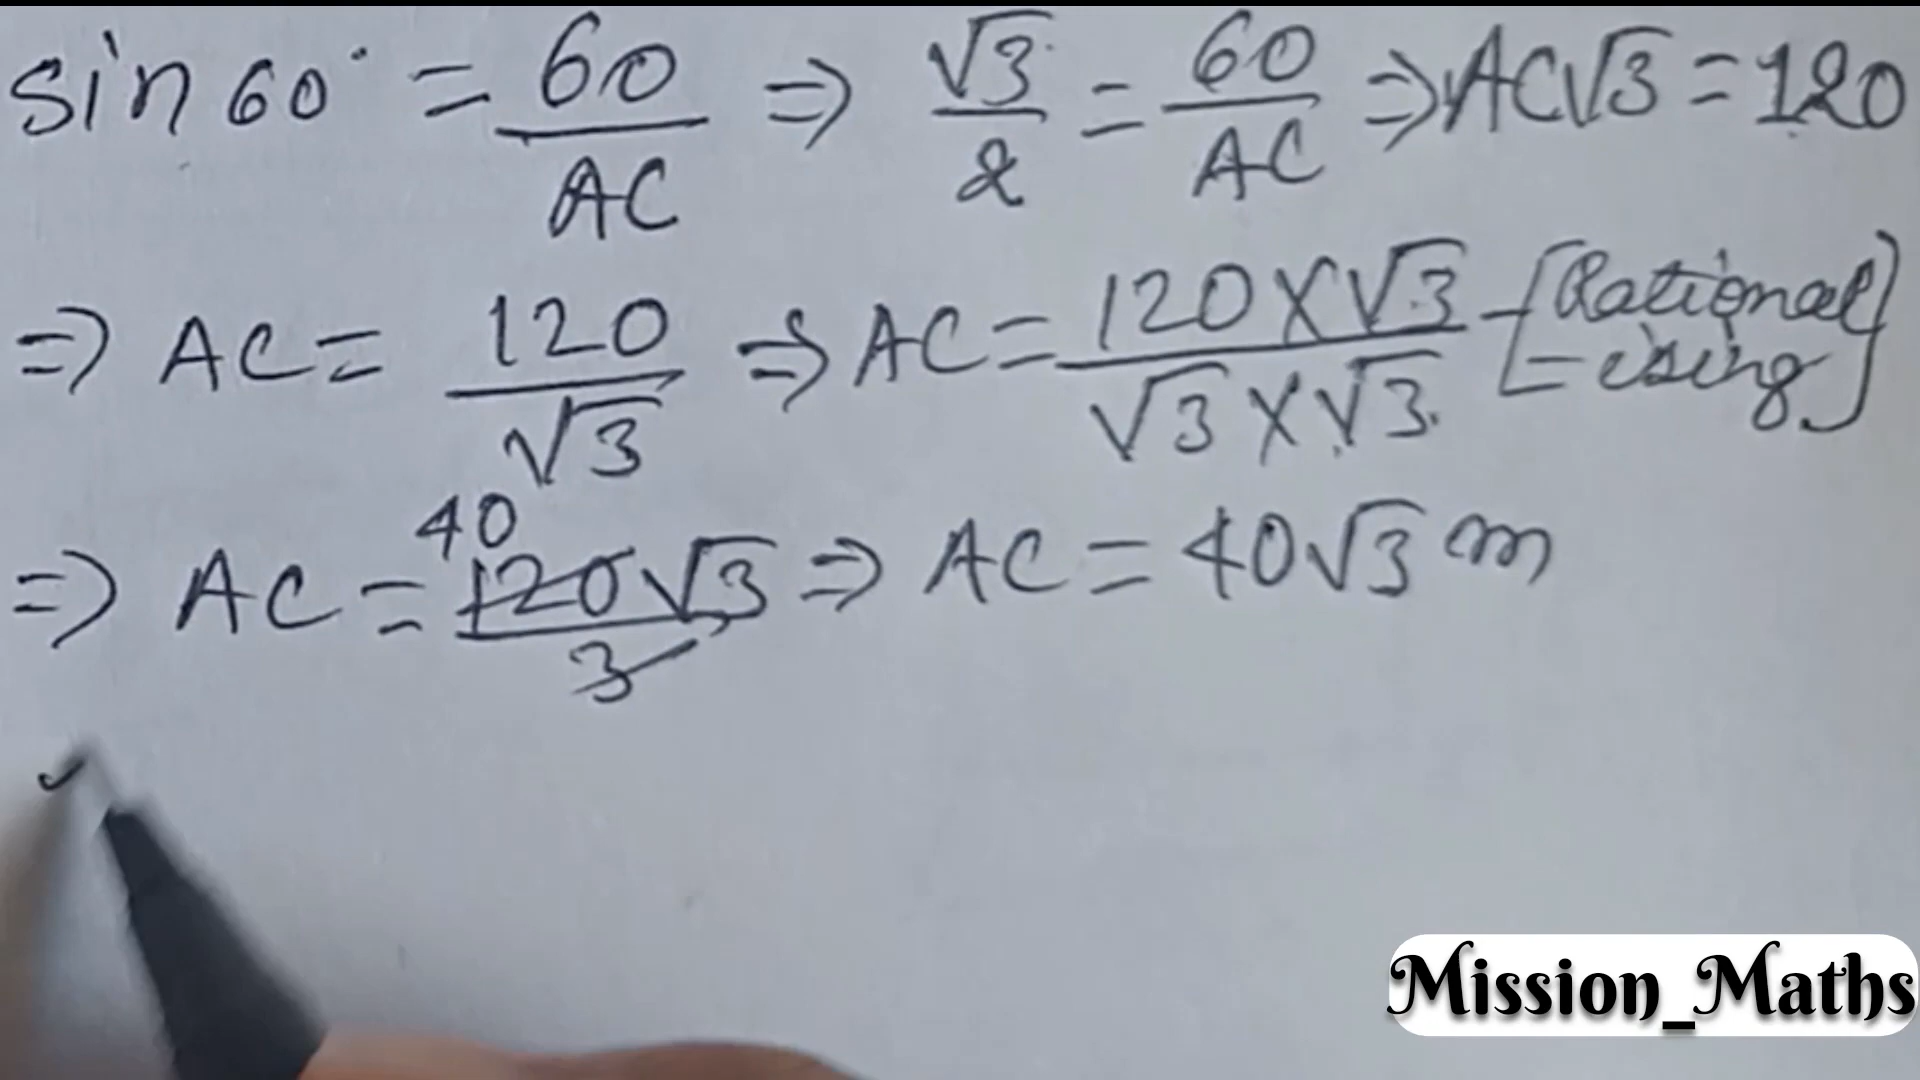 sin 60° = 60/AC ⇒ √3/2 = 60/AC ⇒ AC√3 = 120
⇒ AC = 120/√3 ⇒ AC = 120×√3/√3×√3 - [Rational
- ising]
40
⇒ AC = 120√3/3 ⇒ AC = 40√3 m
Mission_Maths